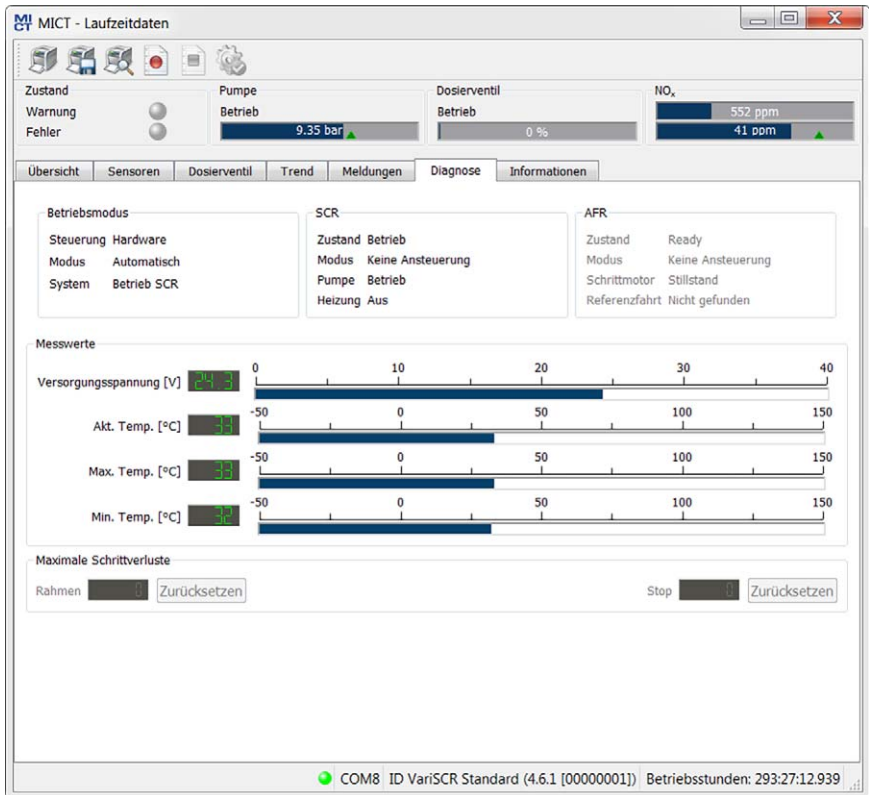 MICT MICT - Laufzeitdaten
Zustand Pumpe Dosierventil NOx
Warnung Betrieb Betrieb 552 ppm
Fehler 9.35 bar 0 % 41 ppm
Übersicht Sensoren Dosierventil Trend Meldungen Diagnose Informationen
Betriebsmodus
Steuerung Hardware
Modus Automatisch
System Betrieb SCR
SCR
Zustand Betrieb
Modus Keine Ansteuerung
Pumpe Betrieb
Heizung Aus
AFR
Zustand Ready
Modus Keine Ansteuerung
Schrittmotor Stillstand
Referenzfahrt Nicht gefunden
Messwerte
0 10 20 30 40
Versorgungsspannung [V] 24.3
-50 0 50 100 150
Akt. Temp. [ºC] 33
-50 0 50 100 150
Max. Temp. [ºC] 33
-50 0 50 100 150
Min. Temp. [ºC] 32
Maximale Schrittverluste
Rahmen 0 Zurücksetzen Stop 0 Zurücksetzen
COM8 ID VariSCR Standard (4.6.1 [00000001]) Betriebsstunden: 293:27:12.939